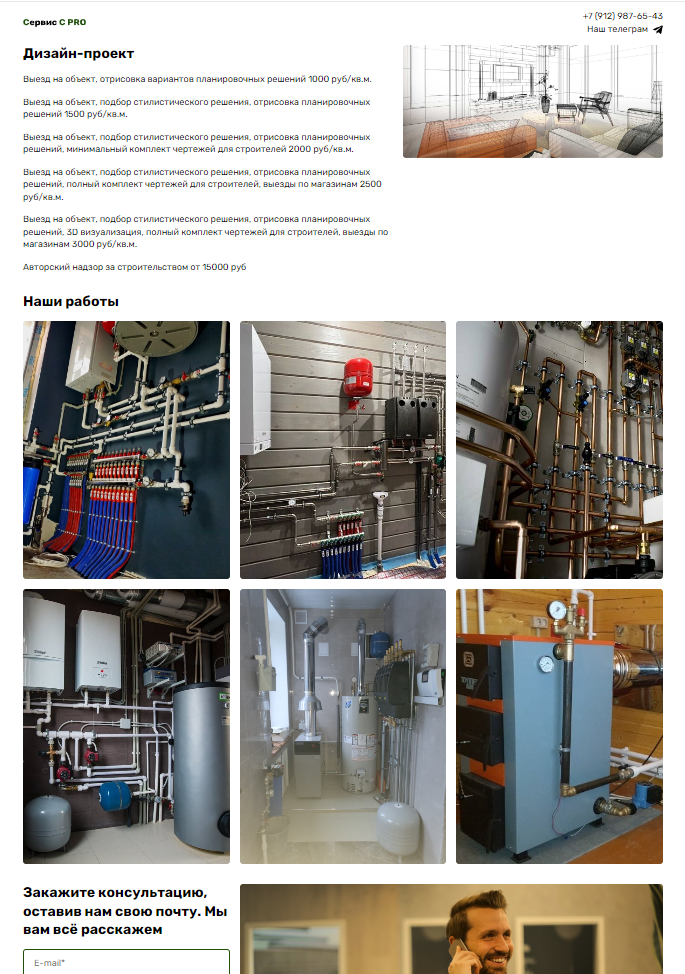 Сервис С PRO
+7 (912) 987-65-43
Наш телеграм
Дизайн-проект
Выезд на объект, отрисовка вариантов планировочных решений 1000 руб/кв.м.
Выезд на объект, подбор стилистического решения, отрисовка планировочных
решений 1500 руб/кв.м.
Выезд на объект, подбор стилистического решения, отрисовка планировочных
решений, минимальный комплект чертежей для строителей 2000 руб/кв.м.
Выезд на объект, подбор стилистического решения, отрисовка планировочных
решений, полный комплект чертежей для строителей, выезды по магазинам 2500
руб/кв.м.
Выезд на объект, подбор стилистического решения, отрисовка планировочных
решений, 3D визуализация, полный комплект чертежей для строителей, выезды по
магазинам 3000 руб/кв.м.
Авторский надзор за строительством от 15000 руб
Наши работы
Закажите консультацию,
оставив нам свою почту. Мы
вам всё расскажем
E-mail*